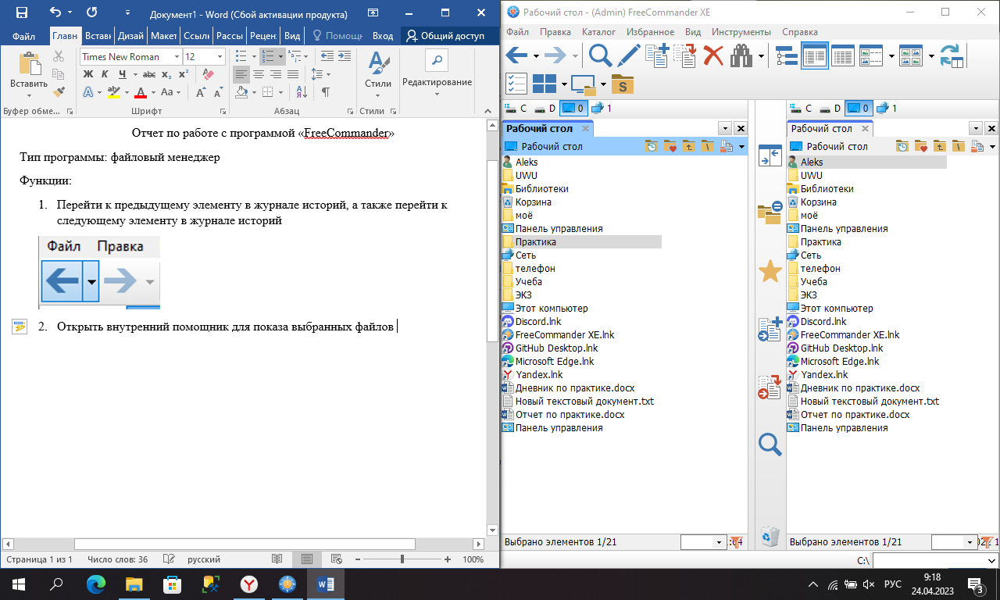 Документ1 - Word (Сбой активации продукта)
Файл
Главн
Встав
Дизай
Макет
Ссыл
Рассы
Рецен
Вид
Помощь
Вход
Общий доступ
Вставить
Times New Roman
12
Ж К Ч abc x₂ x²
Стили
Редактирование
Буфер обме...
Шрифт
Абзац
Стили
Отчет по работе с программой «FreeCommander»
Тип программы: файловый менеджер
Функции:
1. Перейти к предыдущему элементу в журнале историй, а также перейти к
следующему элементу в журнале историй
Файл Правка
2. Открыть внутренний помощник для показа выбранных файлов
Страница 1 из 1
Число слов: 36
русский
100%
Рабочий стол - (Admin) FreeCommander XE
Файл Правка Каталог Избранное Вид Инструменты Справка
S
C D 0 1
Рабочий стол
Рабочий стол
Aleks
UWU
Библиотеки
Корзина
моё
Панель управления
Практика
Сеть
телефон
Учеба
ЭКЗ
Этот компьютер
Discord.lnk
FreeCommander XE.lnk
GitHub Desktop.lnk
Microsoft Edge.lnk
Yandex.lnk
Дневник по практике.docx
Новый текстовый документ.txt
Отчет по практике.docx
Панель управления
Выбрано элементов 1/21
C D 0 1
Рабочий стол
Рабочий стол
Aleks
UWU
Библиотеки
Корзина
моё
Панель управления
Практика
Сеть
телефон
Учеба
ЭКЗ
Этот компьютер
Discord.lnk
FreeCommander XE.lnk
GitHub Desktop.lnk
Microsoft Edge.lnk
Yandex.lnk
Дневник по практике.docx
Новый текстовый документ.txt
Отчет по практике.docx
Панель управления
Выбрано элементов 1/21
C:\
РУС
9:18
24.04.2023
3